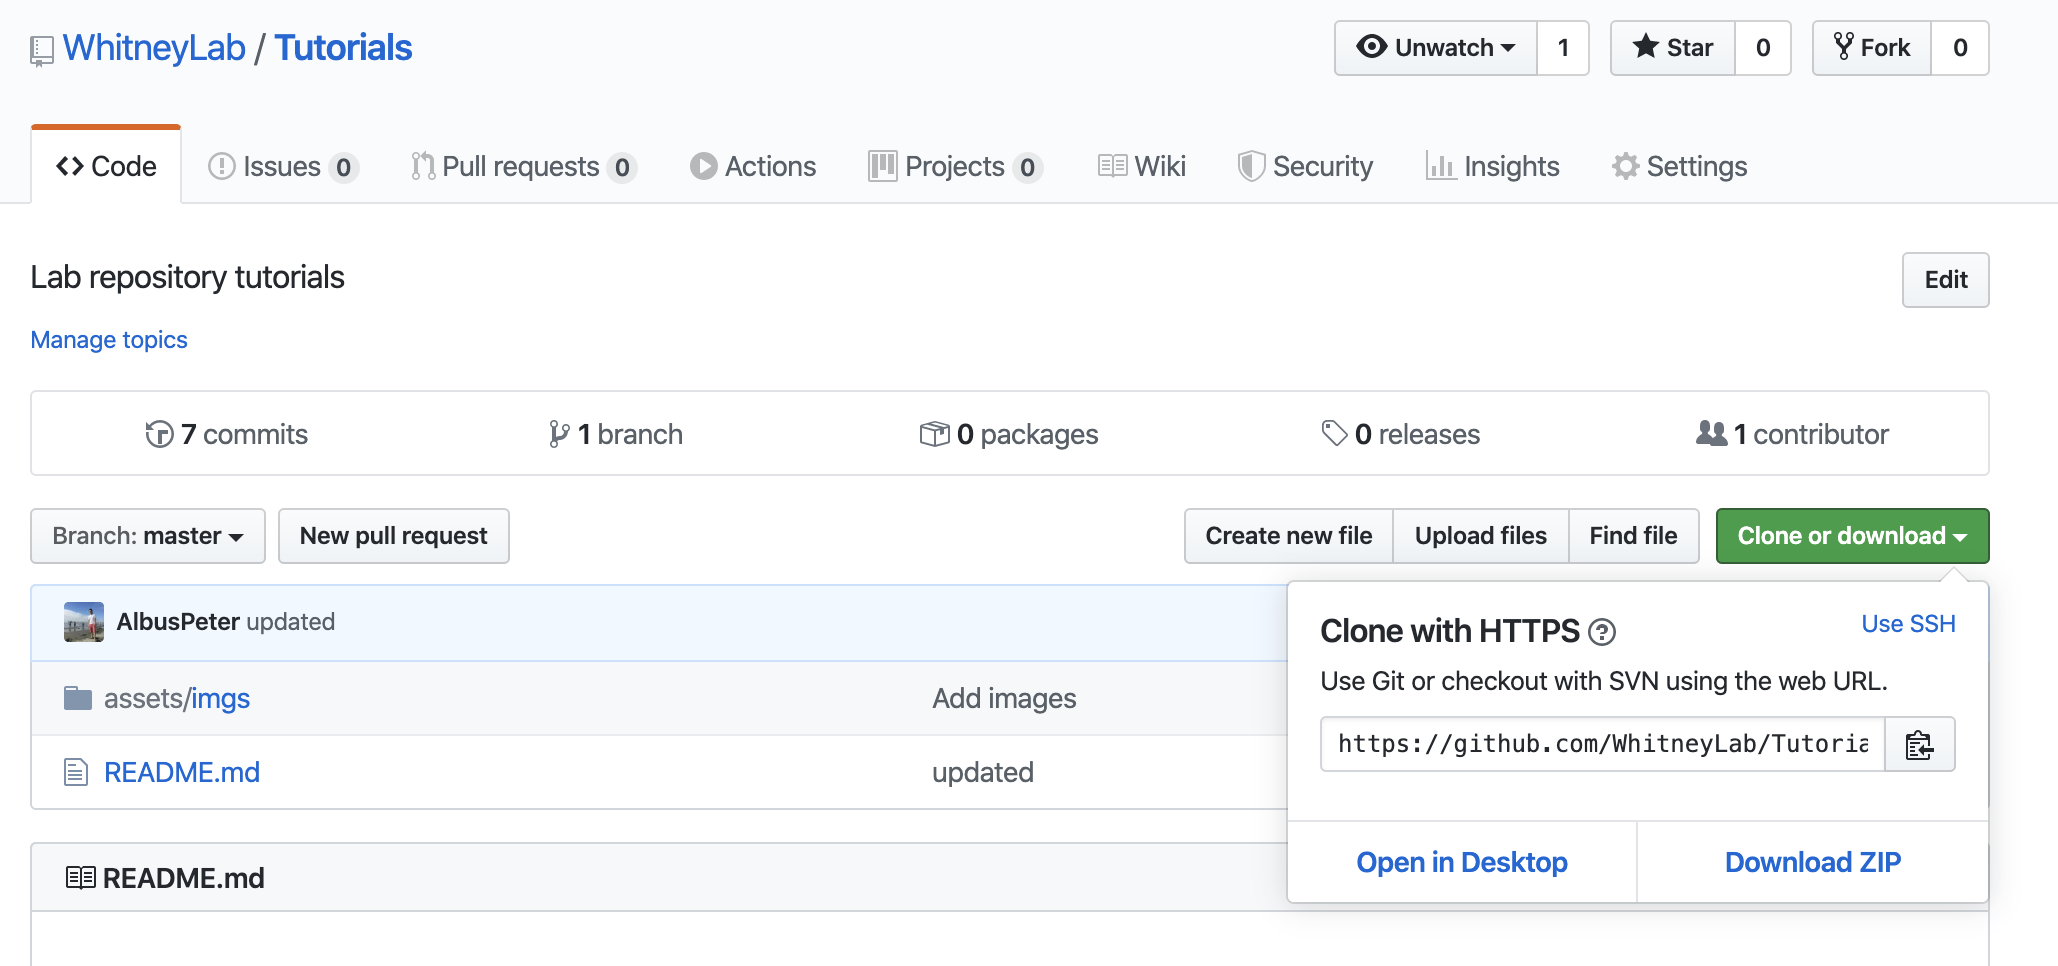 WhitneyLab / Tutorials
Unwatch 1 Star 0 Fork 0
Code Issues 0 Pull requests 0 Actions Projects 0 Wiki Security Insights Settings
Lab repository tutorials
Edit
Manage topics
7 commits 1 branch 0 packages 0 releases 1 contributor
Branch: master New pull request Create new file Upload files Find file Clone or download
AlbusPeter updated
assets/imgs Add images
README.md updated
README.md
Clone with HTTPS ?
Use SSH
Use Git or checkout with SVN using the web URL.
https://github.com/WhitneyLab/Tutoria
Open in Desktop Download ZIP